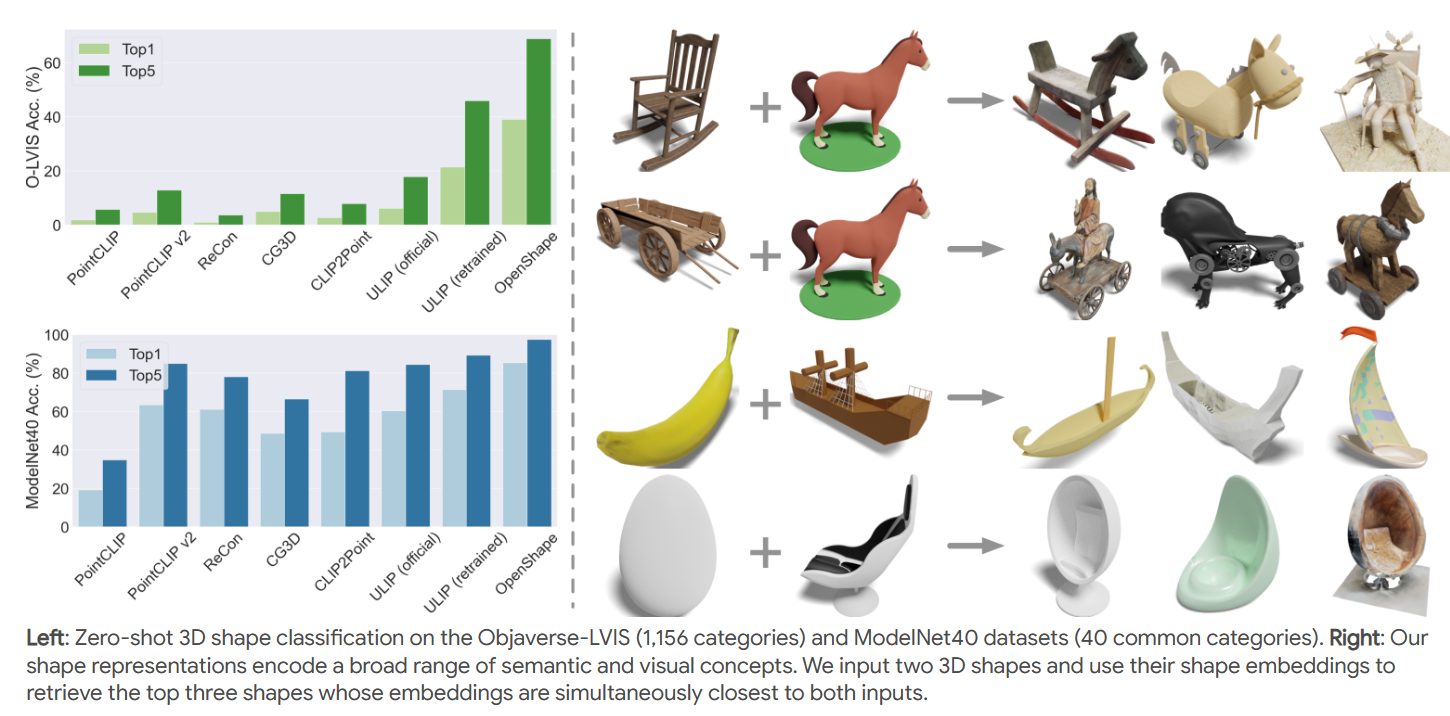 O-LVIS Acc. (%)
60
40
20
0
Top1
Top5
PointCLIP
PointCLIP v2
ReCon
CG3D
CLIP2Point
ULIP (official)
ULIP (retrained)
OpenShape
ModelNet40 Acc. (%)
100
80
60
40
20
0
Top1
Top5
PointCLIP
PointCLIP v2
ReCon
CG3D
CLIP2Point
ULIP (official)
ULIP (retrained)
OpenShape
+
+
+
+
Left: Zero-shot 3D shape classification on the Objaverse-LVIS (1,156 categories) and ModelNet40 datasets (40 common categories). Right: Our
shape representations encode a broad range of semantic and visual concepts. We input two 3D shapes and use their shape embeddings to
retrieve the top three shapes whose embeddings are simultaneously closest to both inputs.